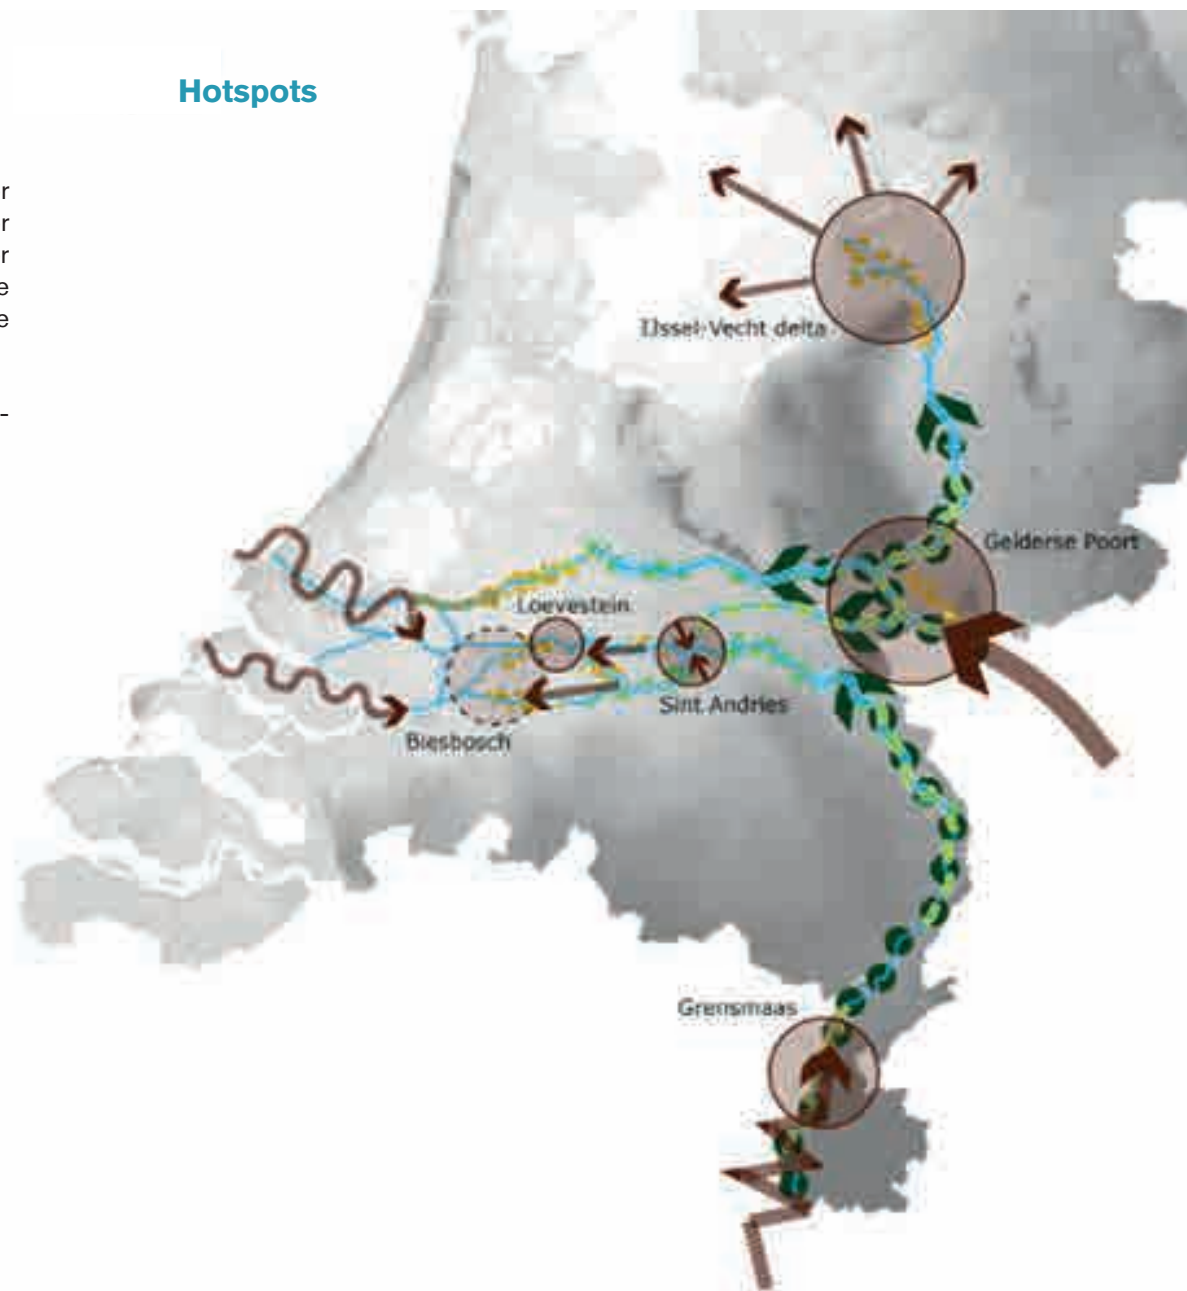 Hotspots
r
r
r
e
e
-
IJssel-Vecht delta
Gelderse Poort
Loevestein
Sint Andries
Biesbosch
Grensmaas